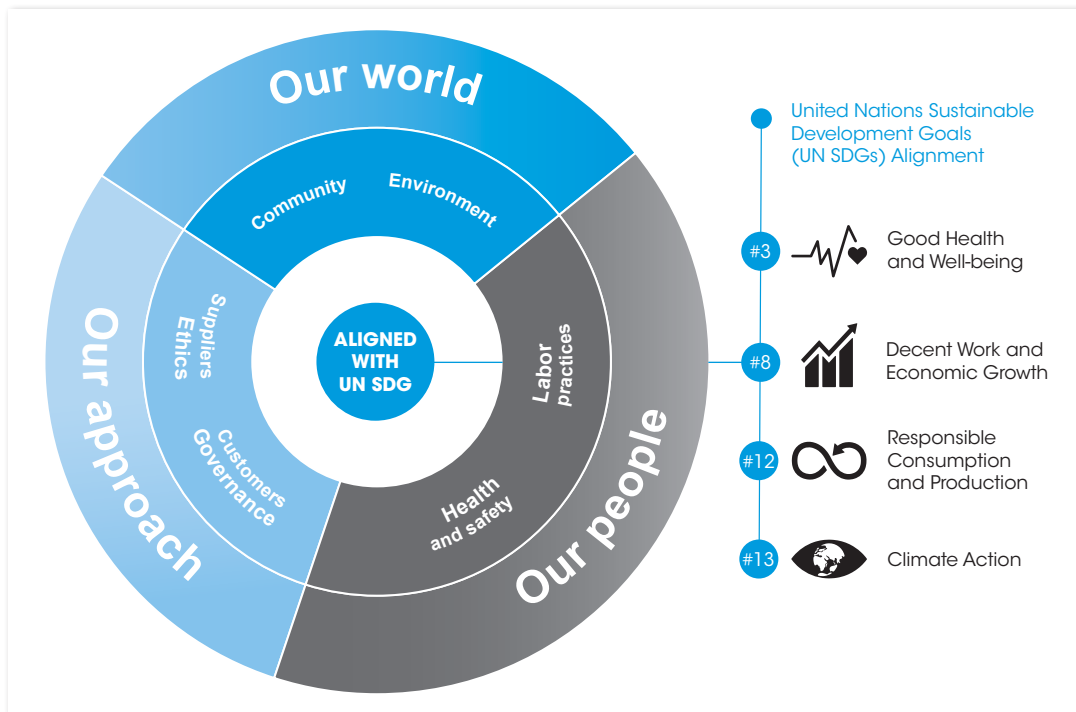 Our world
Community
Environment
Our approach
Suppliers
Ethics
Customers
Governance
Our people
Labor
practices
Health
and safety
ALIGNED
WITH
UN SDG
United Nations Sustainable
Development Goals
(UN SDGs) Alignment
#3
Good Health
and Well-being
#8
Decent Work and
Economic Growth
#12
Responsible
Consumption
and Production
#13
Climate Action